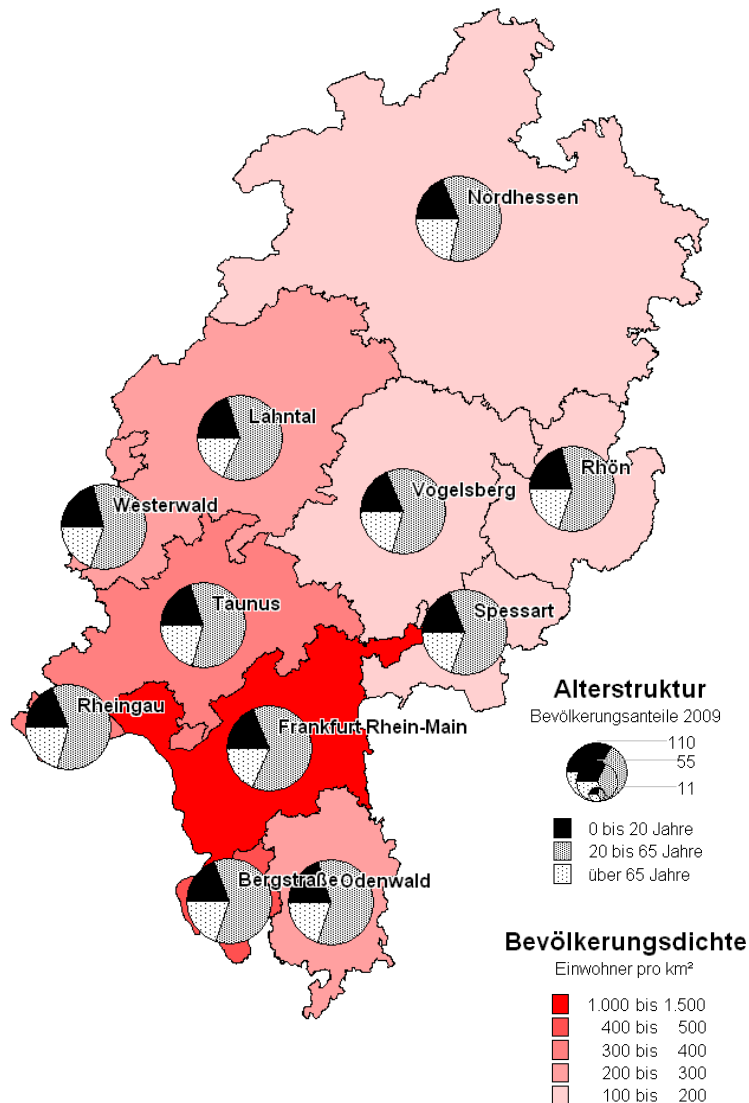 Nordhessen
Lahntal
Rhön
Vogelsberg
Westerwald
Taunus
Spessart
Rheingau
Frankfurt Rhein-Main
Bergstraße
Odenwald
Alterstruktur
Bevölkerungsanteile 2009
110
55
11
0 bis 20 Jahre
20 bis 65 Jahre
über 65 Jahre
Bevölkerungsdichte
Einwohner pro km²
1.000 bis 1.500
400 bis 500
300 bis 400
200 bis 300
100 bis 200